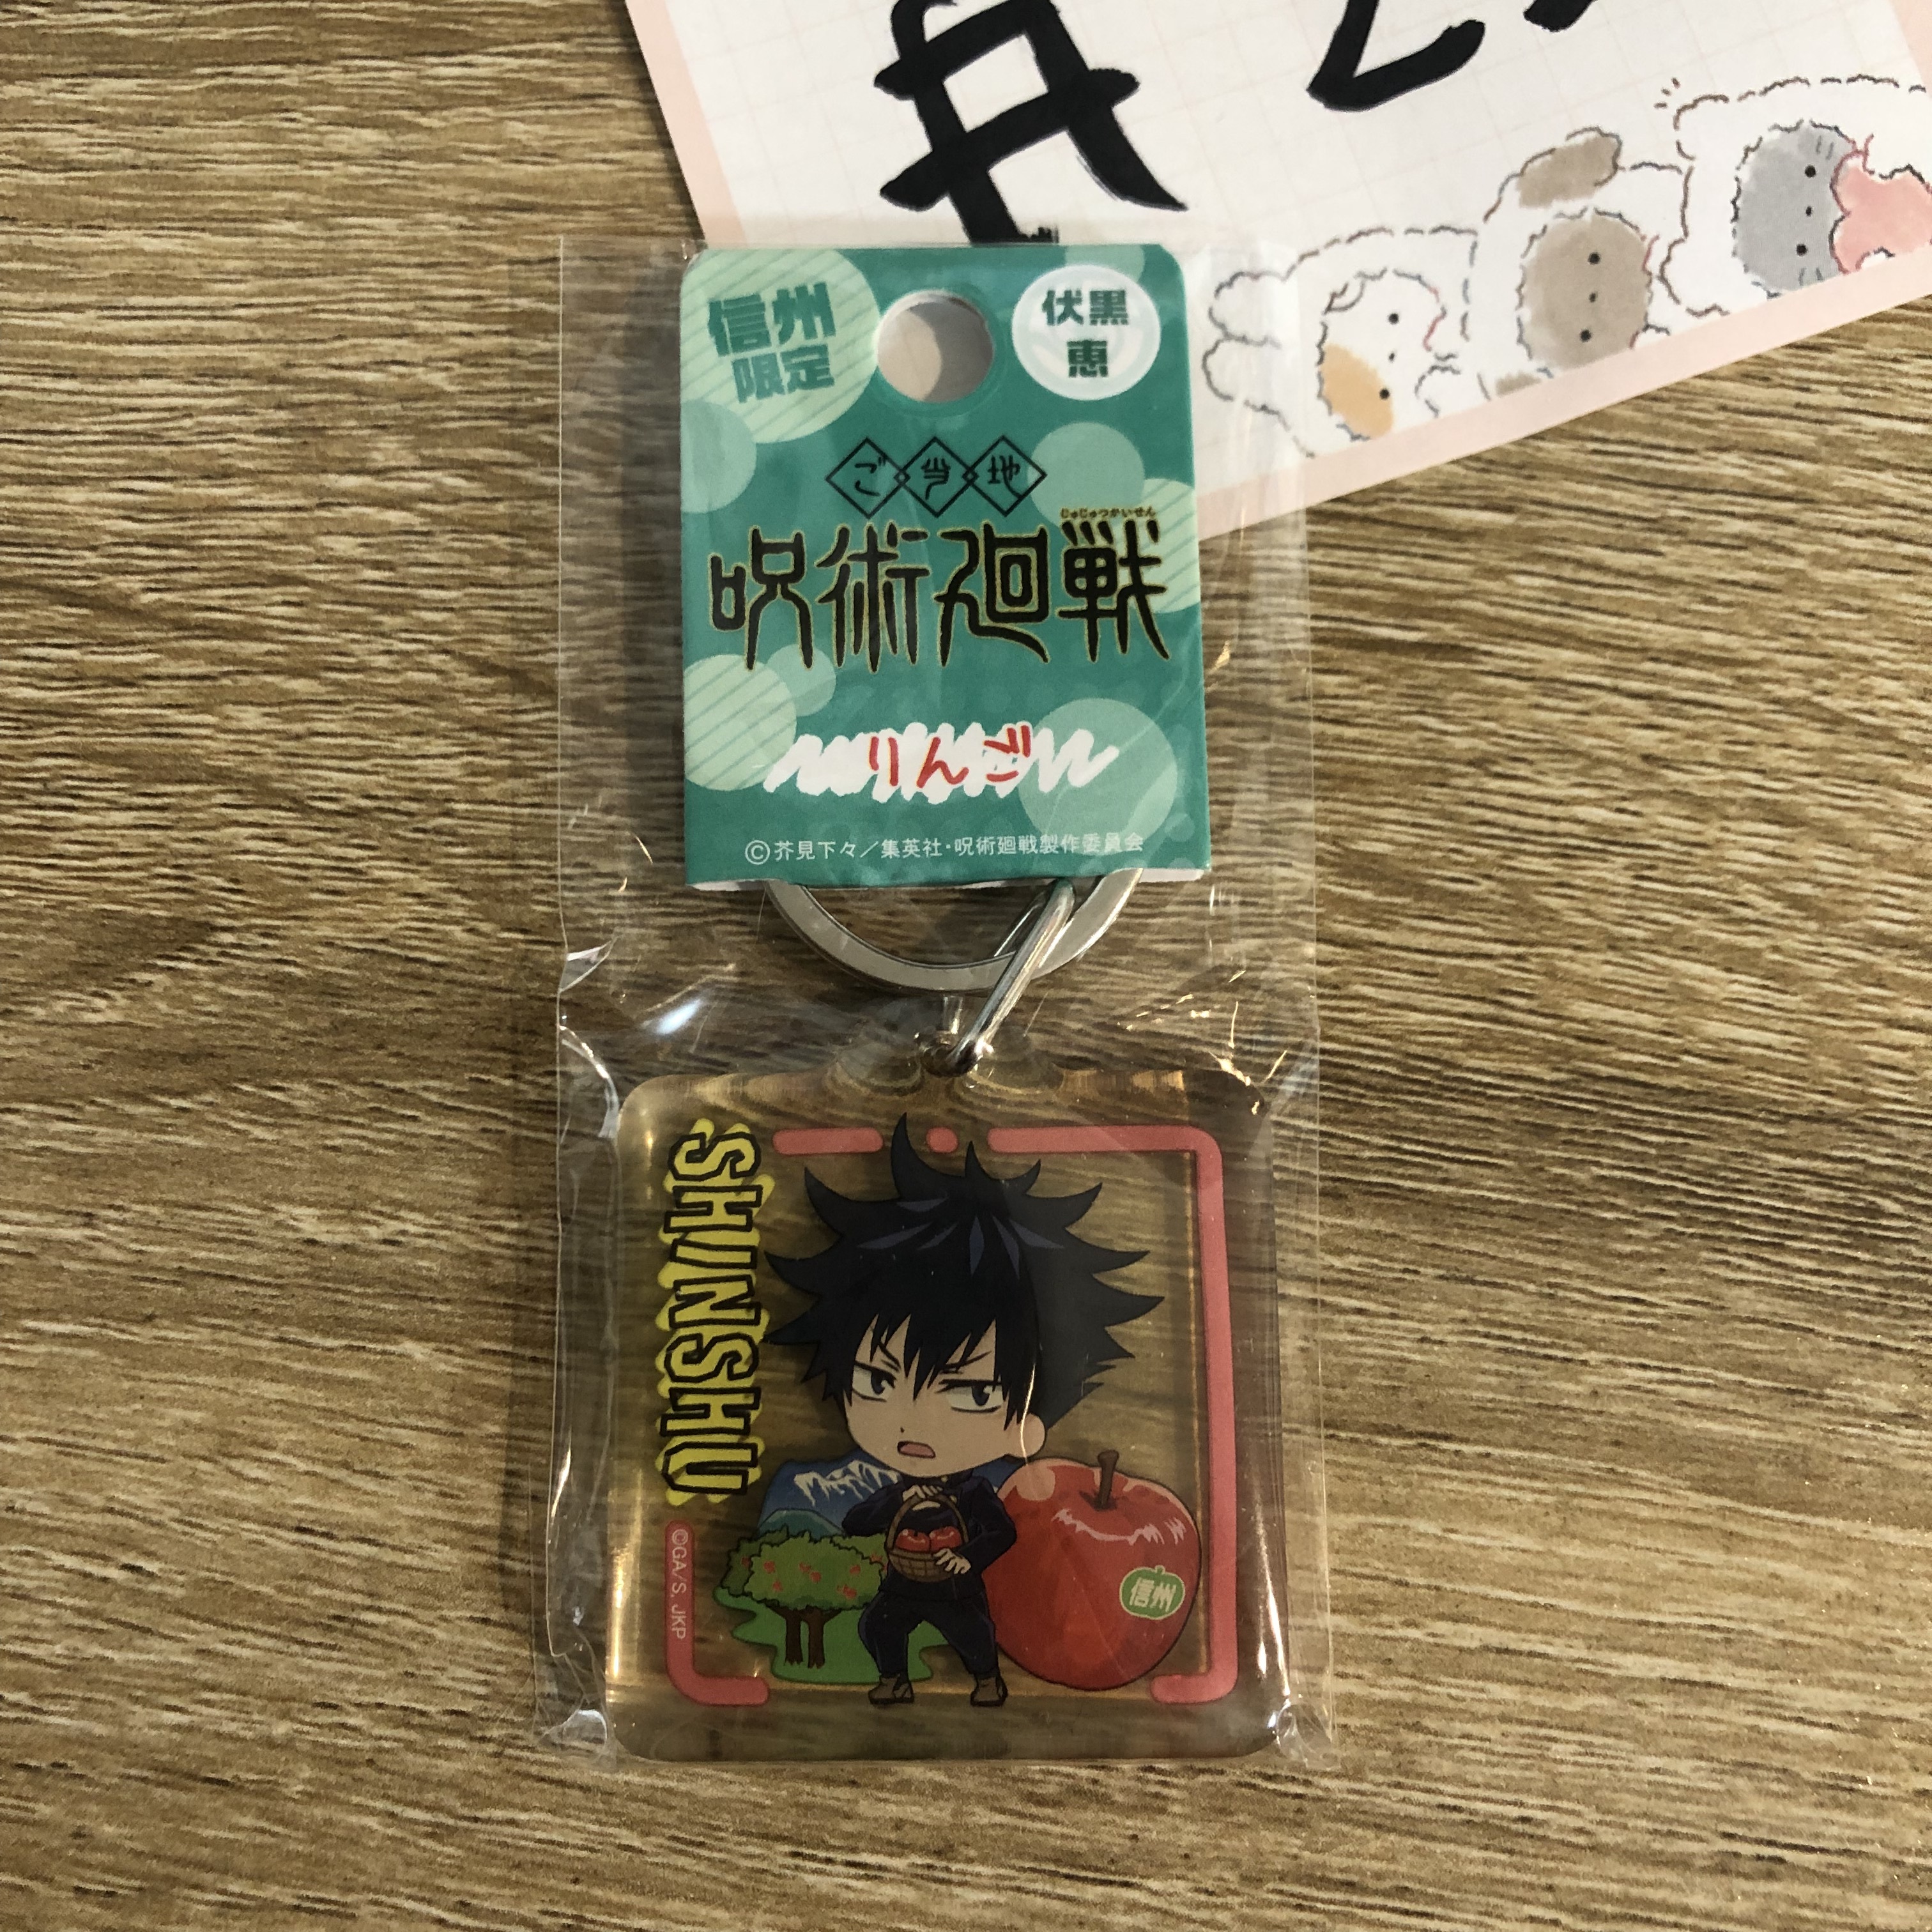 信州
限定
伏黒
恵
ご当地
じゅじゅつかいせん
呪術廻戦
りんご
©芥見下々／集英社・呪術廻戦製作委員会
SHINSHU
信州
©GA/S. JKP